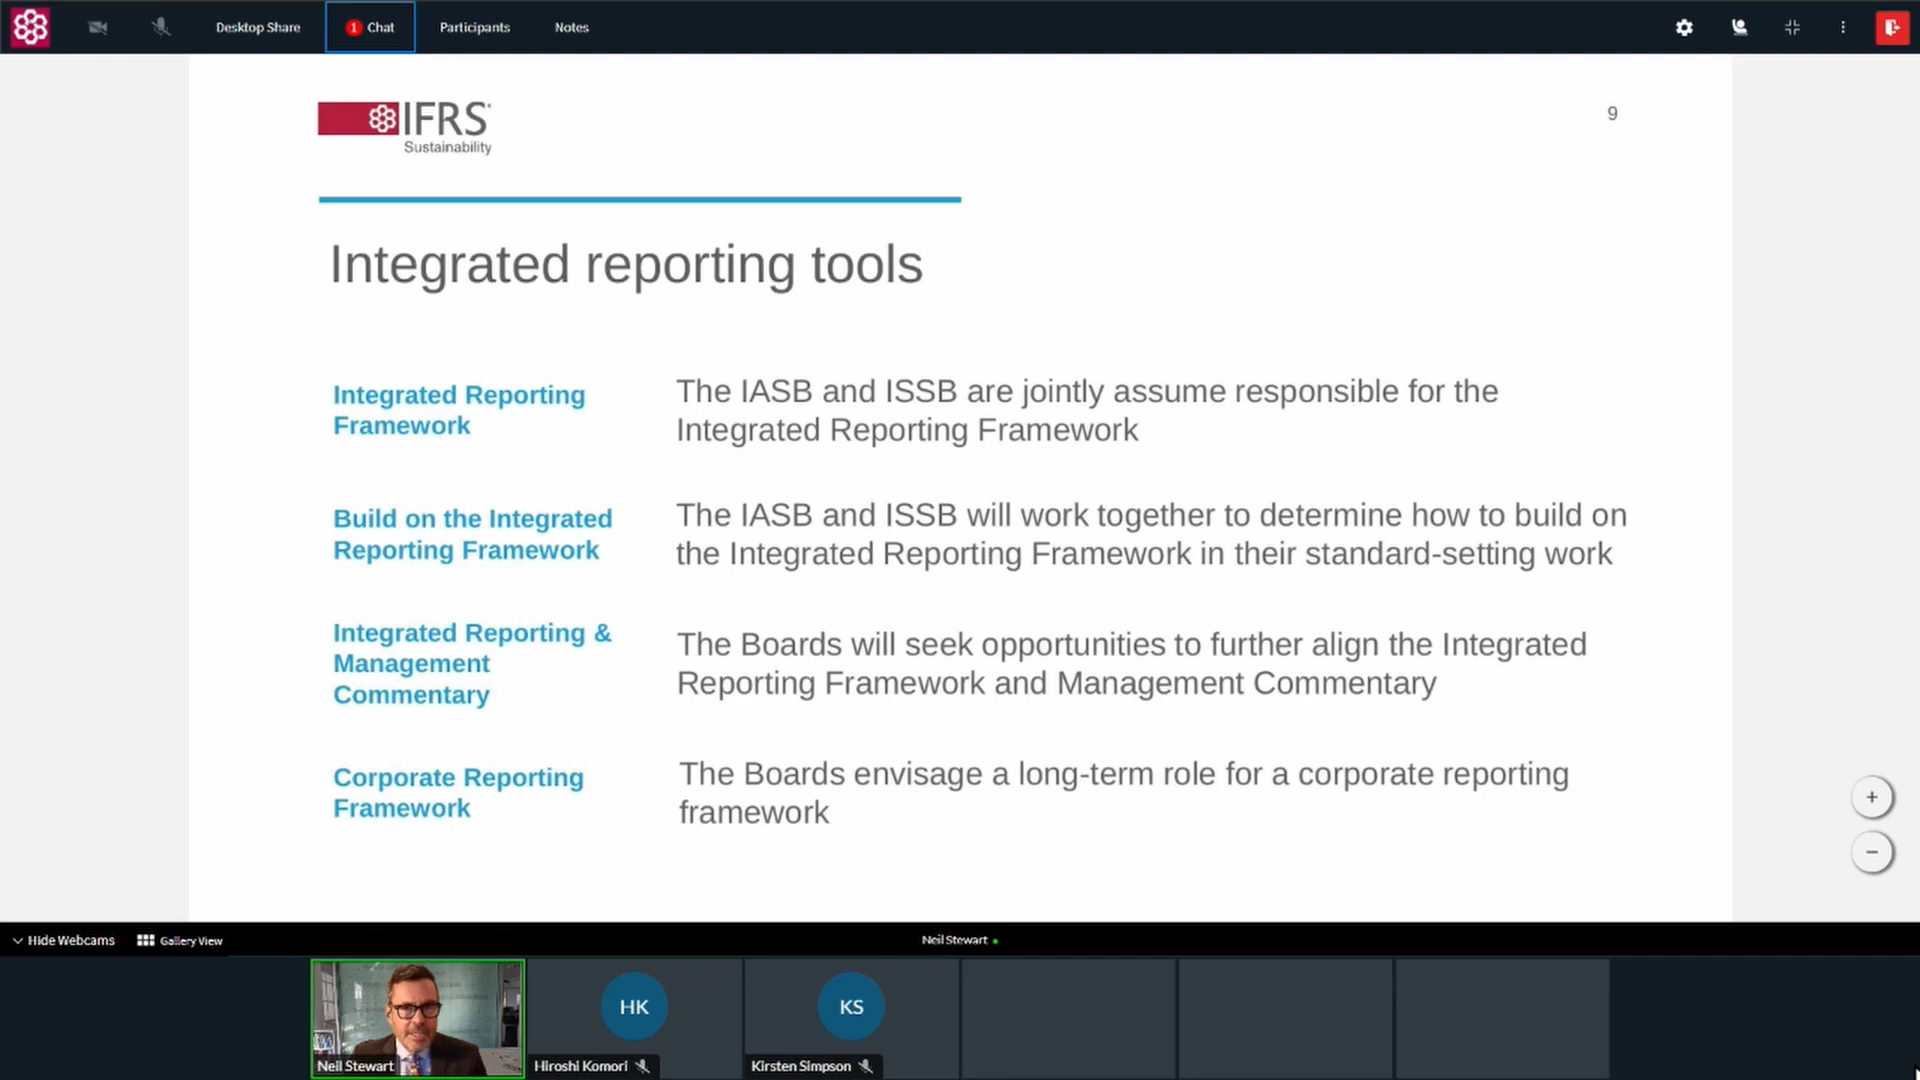 Desktop Share
1 Chat
Participants
Notes
IFRS
Sustainability
9
Integrated reporting tools
Integrated Reporting
Framework
The IASB and ISSB are jointly assume responsible for the
Integrated Reporting Framework
Build on the Integrated
Reporting Framework
The IASB and ISSB will work together to determine how to build on
the Integrated Reporting Framework in their standard-setting work
Integrated Reporting &
Management
Commentary
The Boards will seek opportunities to further align the Integrated
Reporting Framework and Management Commentary
Corporate Reporting
Framework
The Boards envisage a long-term role for a corporate reporting
framework
Hide Webcams
Gallery View
Neil Stewart
HK
KS
Neil Stewart
Hiroshi Komori
Kirsten Simpson